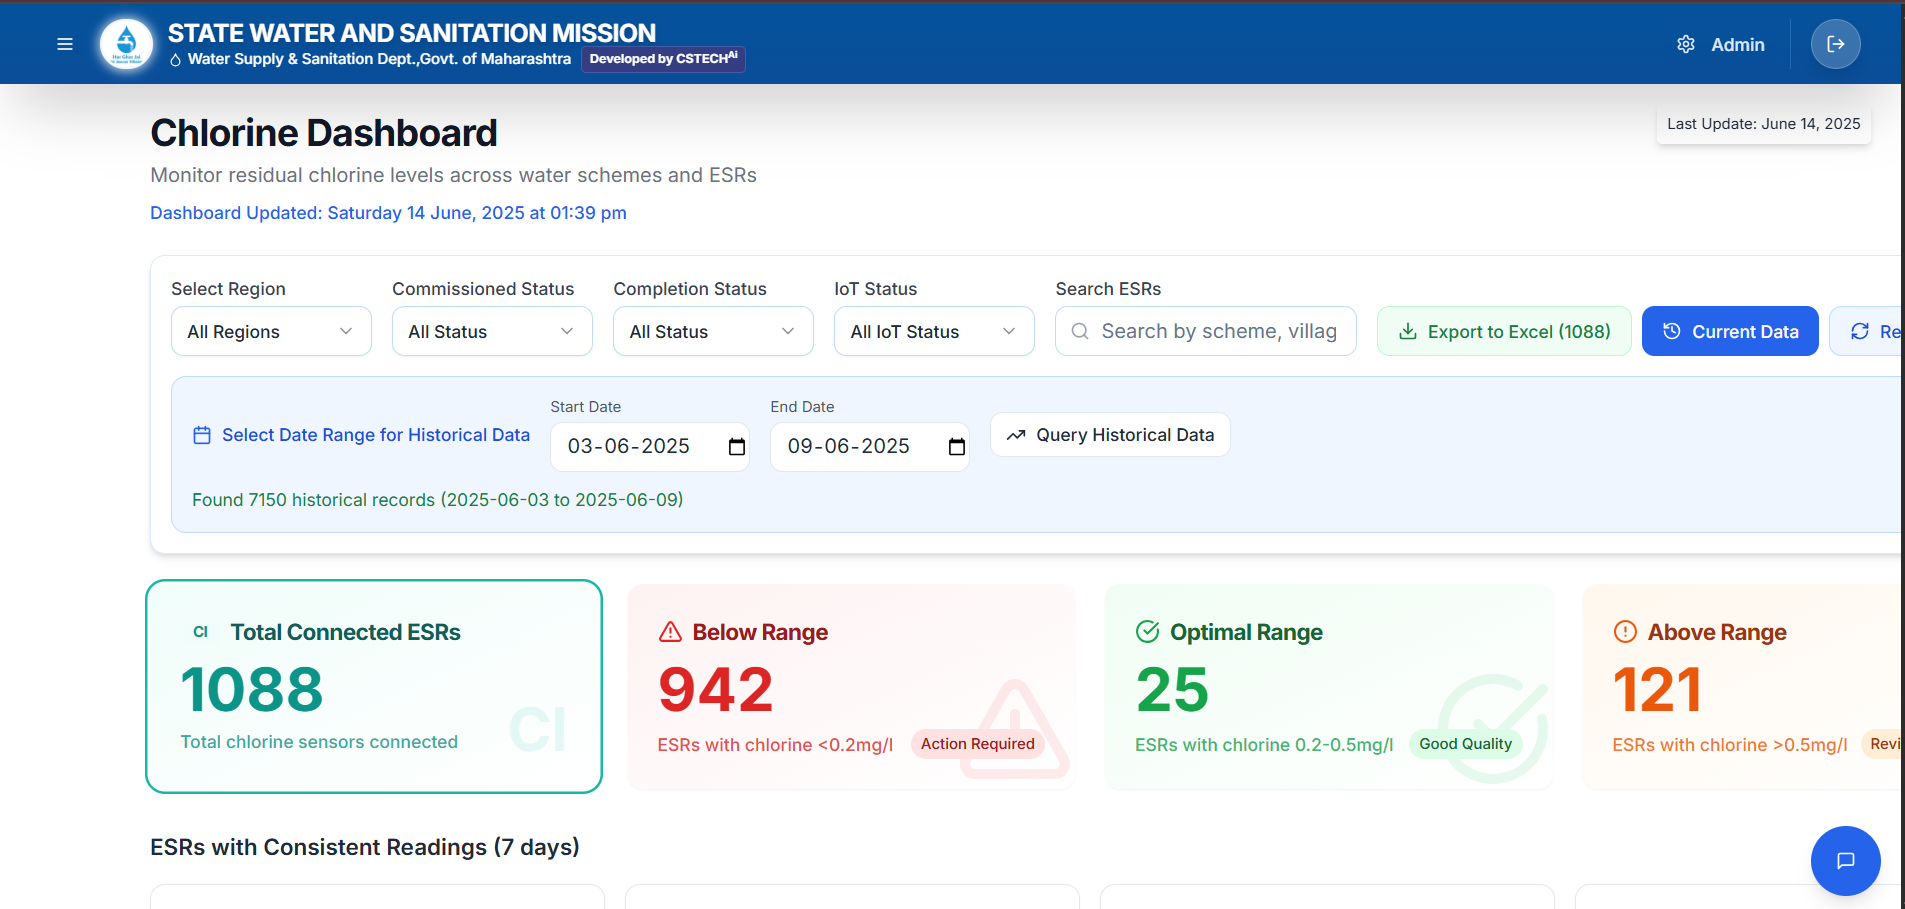 STATE WATER AND SANITATION MISSION
Water Supply & Sanitation Dept.,Govt. of Maharashtra
Developed by CSTECHAi
Admin
Chlorine Dashboard
Last Update: June 14, 2025
Monitor residual chlorine levels across water schemes and ESRs
Dashboard Updated: Saturday 14 June, 2025 at 01:39 pm
Select Region
Commissioned Status
Completion Status
IoT Status
Search ESRs
All Regions
All Status
All Status
All IoT Status
Search by scheme, villag
Export to Excel (1088)
Current Data
Re
Select Date Range for Historical Data
Start Date
03-06-2025
End Date
09-06-2025
Query Historical Data
Found 7150 historical records (2025-06-03 to 2025-06-09)
Cl Total Connected ESRs
1088
Total chlorine sensors connected
Cl
Below Range
942
ESRs with chlorine <0.2mg/l
Action Required
Optimal Range
25
ESRs with chlorine 0.2-0.5mg/l
Good Quality
Above Range
121
ESRs with chlorine >0.5mg/l
Revi
ESRs with Consistent Readings (7 days)